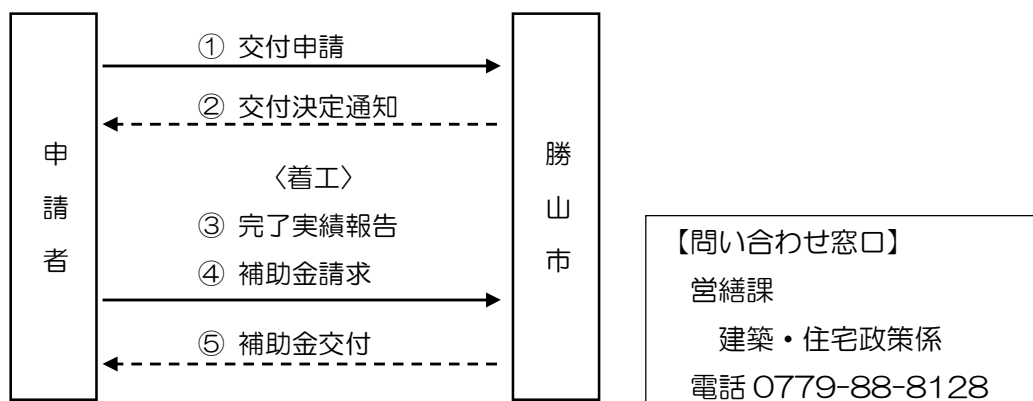 申請者
① 交付申請
② 交付決定通知
〈着工〉
③ 完了実績報告
④ 補助金請求
⑤ 補助金交付
勝山市
【問い合わせ窓口】
営繕課
建築・住宅政策係
電話 0779-88-8128